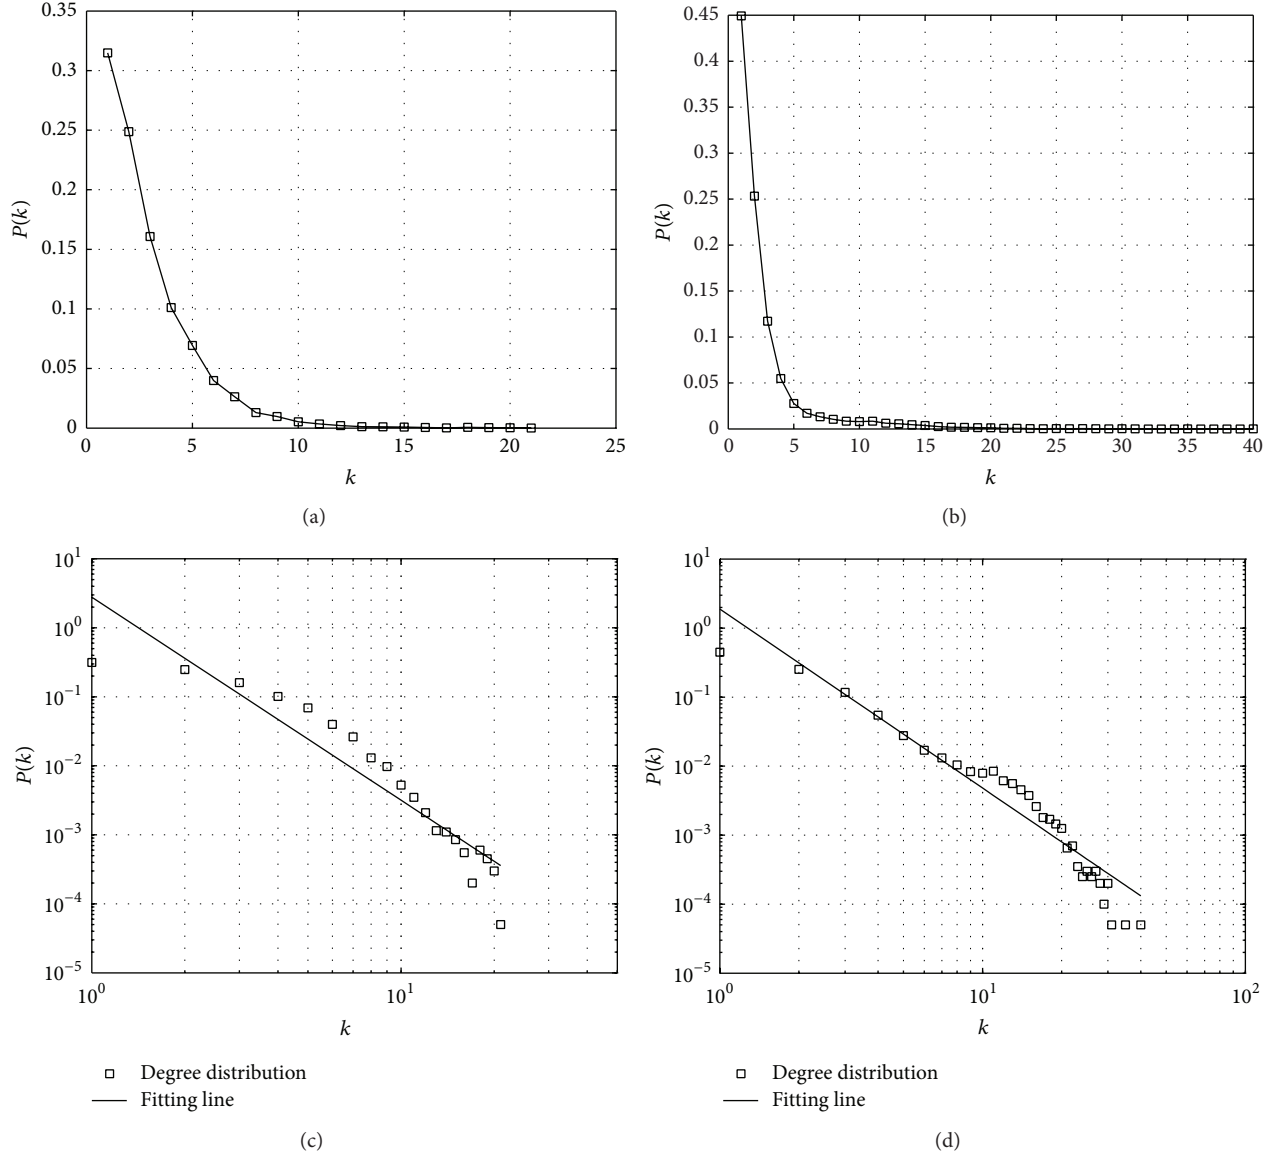 0.35
0.3
0.25
0.2
0.15
0.1
0.05
0
P(k)
0 5 10 15 20 25
k
(a)
0.45
0.4
0.35
0.3
0.25
0.2
0.15
0.1
0.05
0
P(k)
0 5 10 15 20 25 30 35 40
k
(b)
10^1
10^0
10^-1
10^-2
10^-3
10^-4
10^-5
P(k)
10^0 10^1
k
Degree distribution
Fitting line
(c)
10^1
10^0
10^-1
10^-2
10^-3
10^-4
10^-5
P(k)
10^0 10^1 10^2
k
Degree distribution
Fitting line
(d)